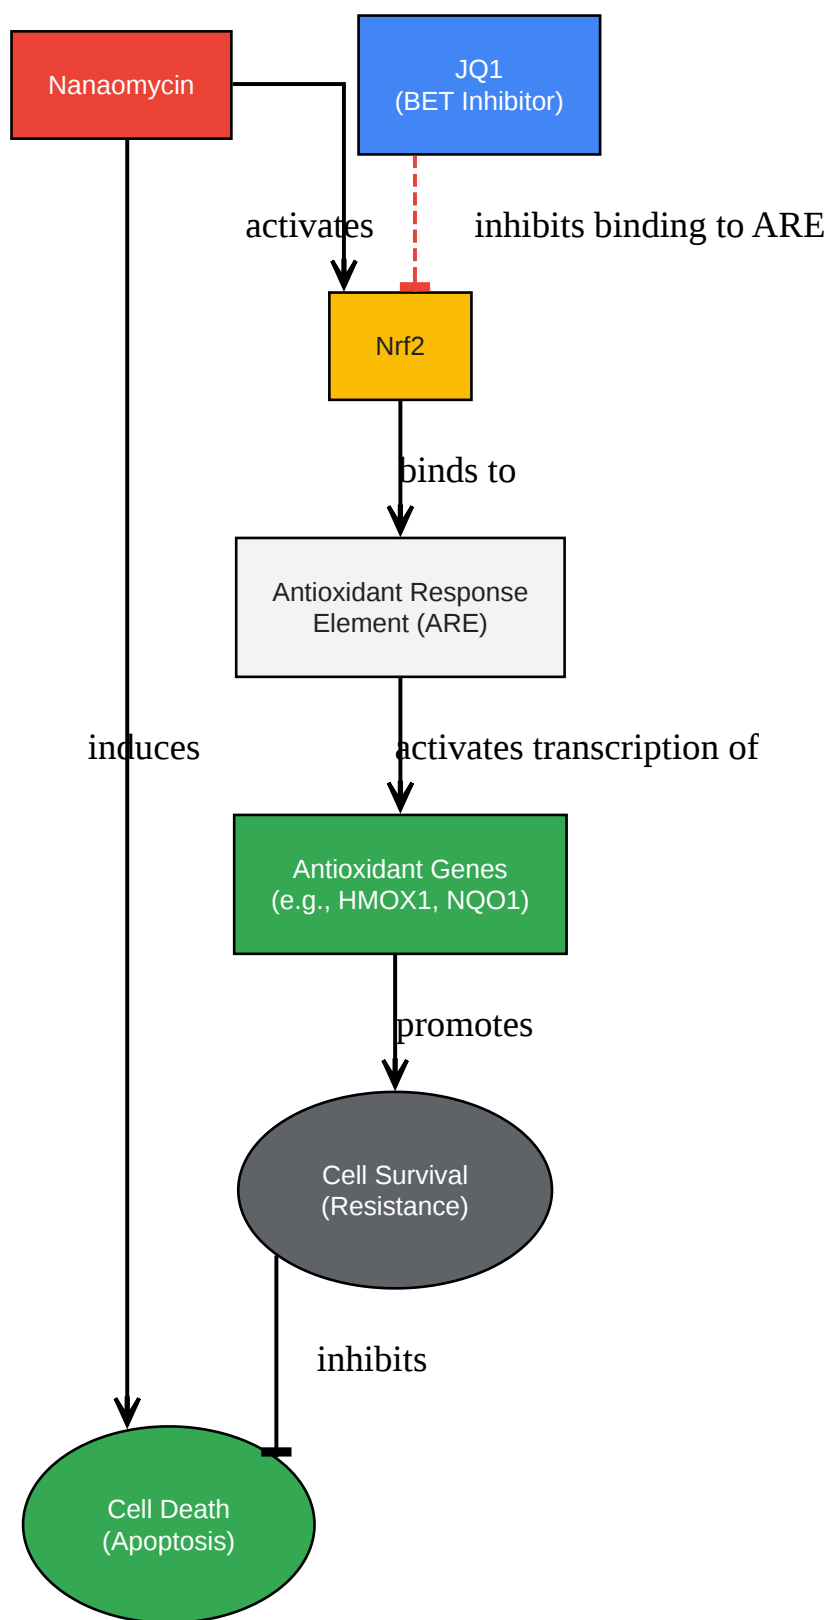 Nanaomycin
JQ1
(BET Inhibitor)
activates
inhibits binding to ARE
Nrf2
binds to
Antioxidant Response
Element (ARE)
induces
activates transcription of
Antioxidant Genes
(e.g., HMOX1, NQO1)
promotes
Cell Survival
(Resistance)
inhibits
Cell Death
(Apoptosis)